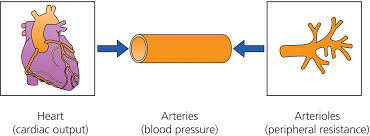 Heart
(cardiac output)
Arteries
(blood pressure)
Arterioles
(peripheral resistance)